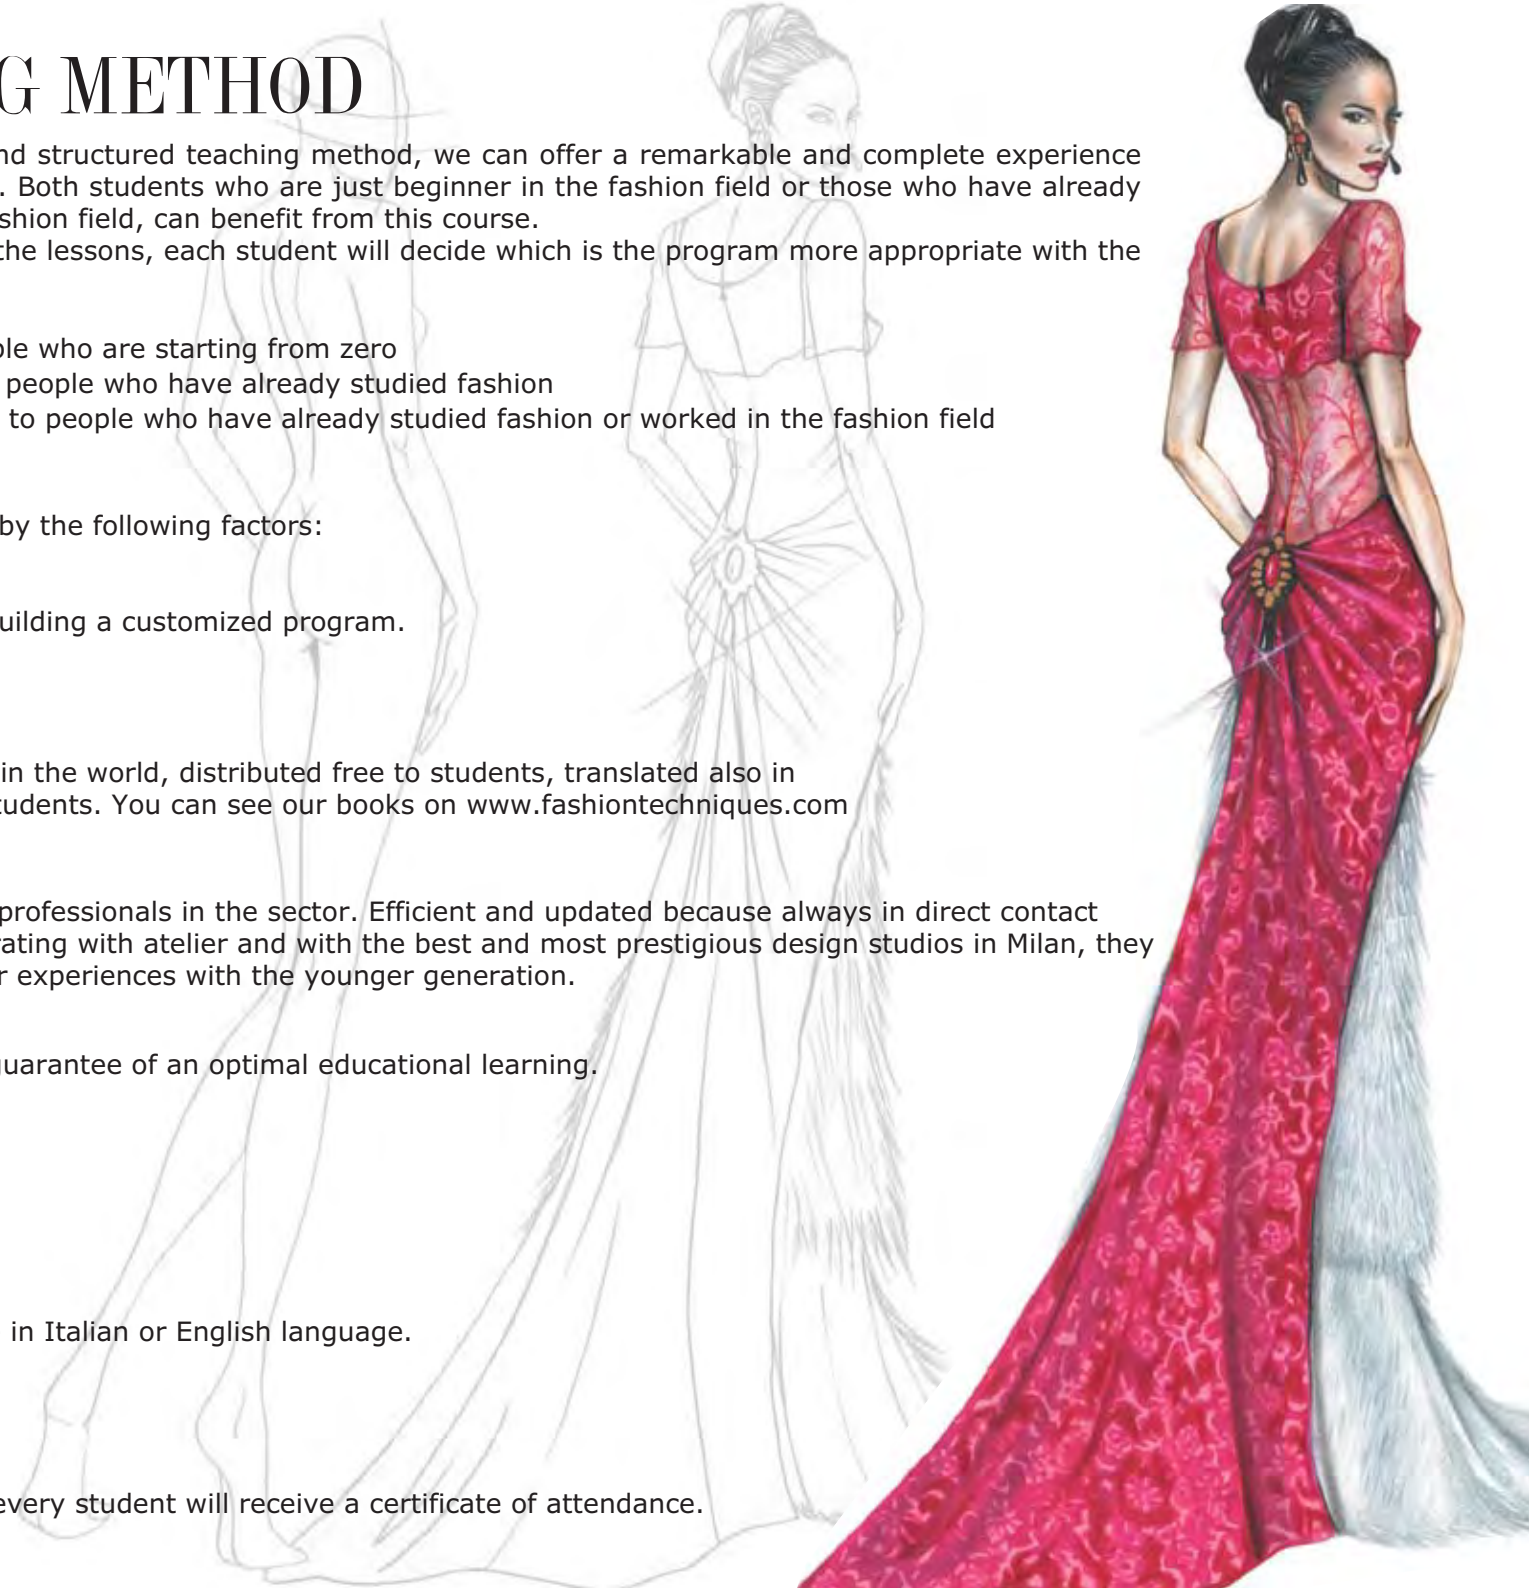 G METHOD
nd structured teaching method, we can offer a remarkable and complete experience
. Both students who are just beginner in the fashion field or those who have already
shion field, can benefit from this course.
the lessons, each student will decide which is the program more appropriate with the
ple who are starting from zero
people who have already studied fashion
to people who have already studied fashion or worked in the fashion field
by the following factors:
uilding a customized program.
in the world, distributed free to students, translated also in
tudents. You can see our books on www.fashiontechniques.com
professionals in the sector. Efficient and updated because always in direct contact
rating with atelier and with the best and most prestigious design studios in Milan, they
r experiences with the younger generation.
guarantee of an optimal educational learning.
in Italian or English language.
every student will receive a certificate of attendance.